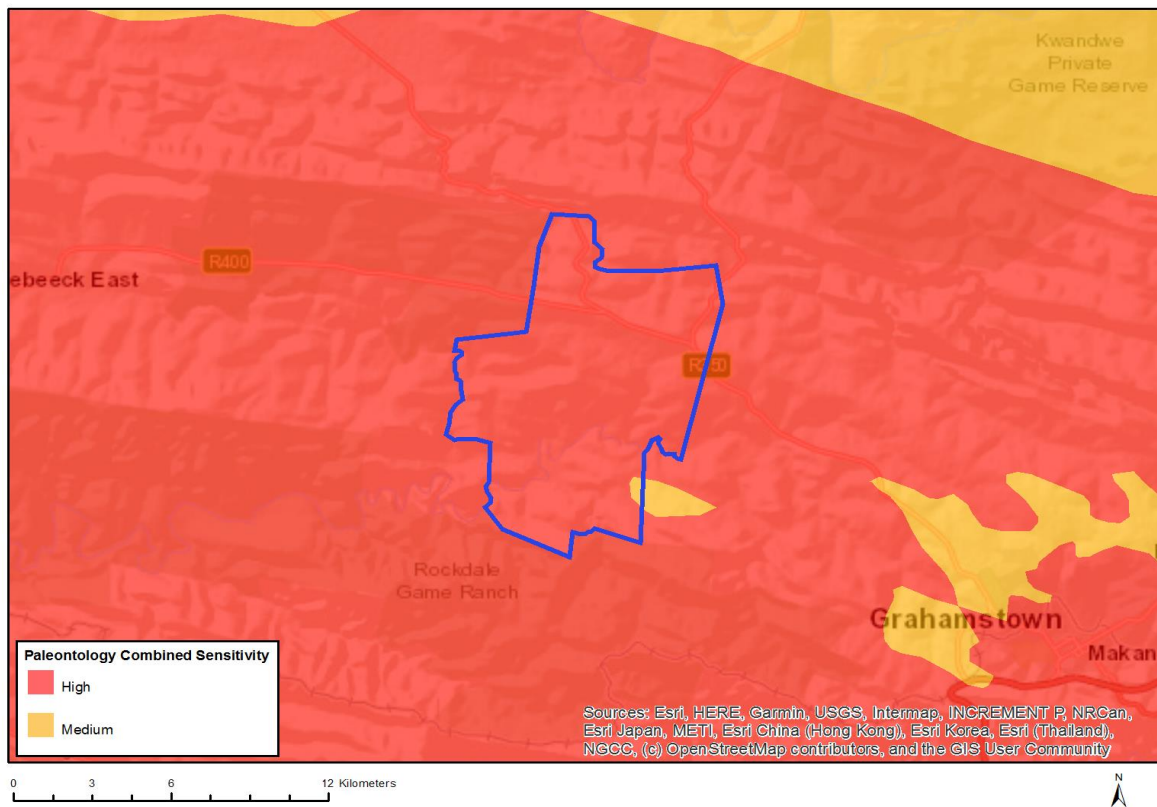 Kwandwe
Private
Game Reserve
R400
ebeeck East
R350
Rockdale
Game Ranch
Grahamstown
Makan
Paleontology Combined Sensitivity
High
Medium
Sources: Esri, HERE, Garmin, USGS, Intermap, INCREMENT P, NRCan,
Esri Japan, METI, Esri China (Hong Kong), Esri Korea, Esri (Thailand),
NGCC, (c) OpenStreetMap contributors, and the GIS User Community
0 3 6 12 Kilometers
N